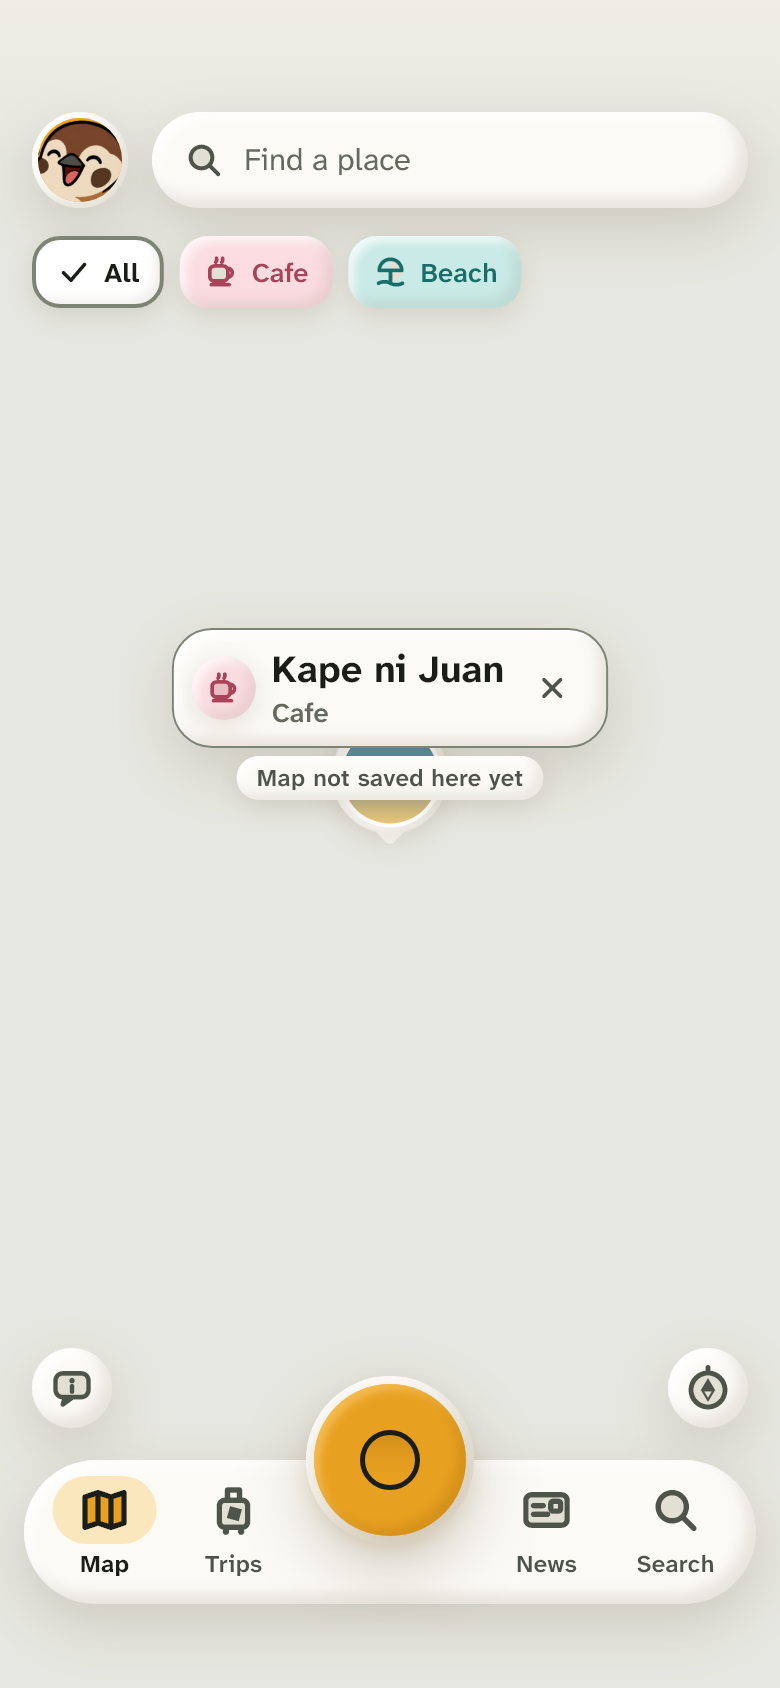 Find a place
All
Cafe
Beach
Kape ni Juan
Cafe
Map not saved here yet
Map
Trips
News
Search